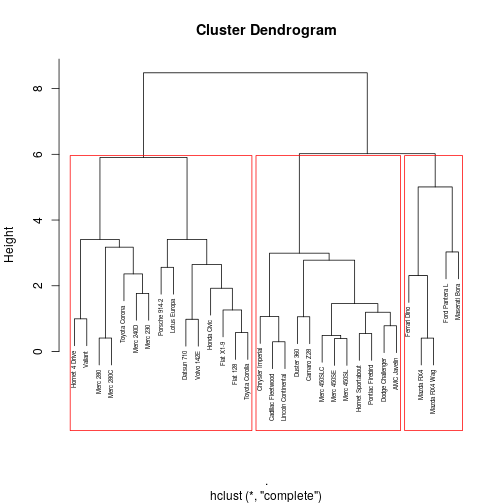 Cluster Dendrogram
Height
8
6
4
2
0
Hornet 4 Drive
Valiant
Merc 280
Merc 280C
Toyota Corona
Merc 240D
Merc 230
Porsche 914-2
Lotus Europa
Datsun 710
Volvo 142E
Honda Civic
Fiat X1-9
Fiat 128
Toyota Corolla
Chrysler Imperial
Cadillac Fleetwood
Lincoln Continental
Duster 360
Camaro Z28
Merc 450SLC
Merc 450SE
Merc 450SL
Hornet Sportabout
Pontiac Firebird
Dodge Challenger
AMC Javelin
Ferrari Dino
Mazda RX4
Mazda RX4 Wag
Ford Pantera L
Maserati Bora
.
hclust (*, "complete")